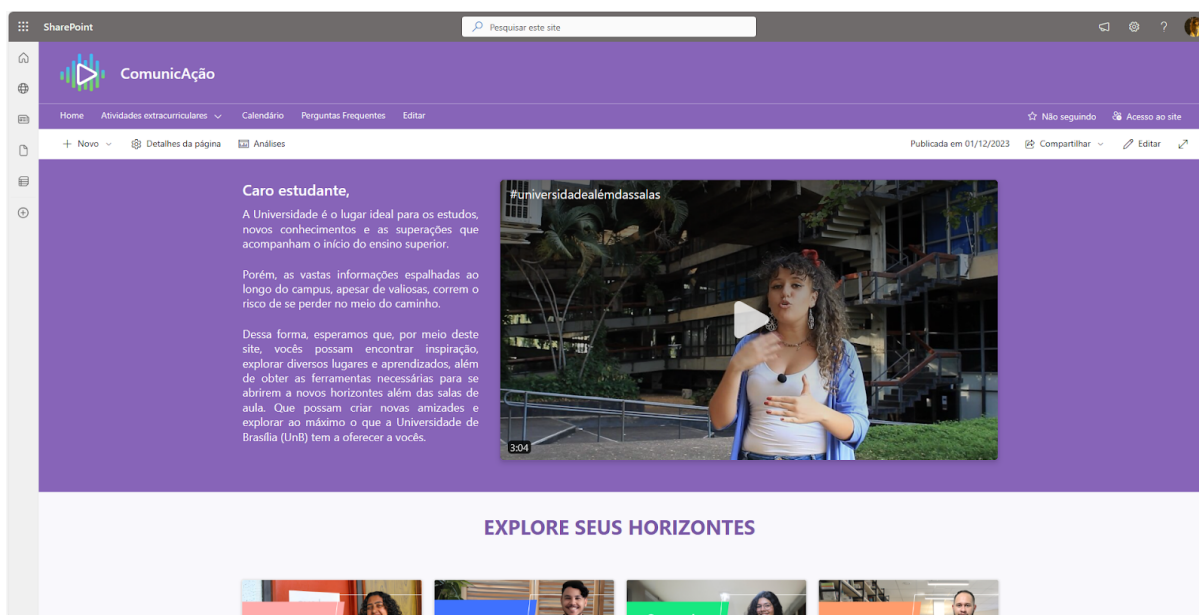 SharePoint
Pesquisar este site
?
ComunicAção
Home Atividades extracurriculares Calendário Perguntas Frequentes Editar
Não seguindo Acesso ao site
+ Novo Detalhes da página Análises
Publicada em 01/12/2023 Compartilhar Editar
Caro estudante,
A Universidade é o lugar ideal para os estudos,
novos conhecimentos e as superações que
acompanham o início do ensino superior.
Porém, as vastas informações espalhadas ao
longo do campus, apesar de valiosas, correm o
risco de se perder no meio do caminho.
Dessa forma, esperamos que, por meio deste
site, vocês possam encontrar inspiração,
explorar diversos lugares e aprendizados, além
de obter as ferramentas necessárias para se
abrirem a novos horizontes além das salas de
aula. Que possam criar novas amizades e
explorar ao máximo o que a Universidade de
Brasília (UnB) tem a oferecer a vocês.
#universidadealémdassalas
3:04
EXPLORE SEUS HORIZONTES